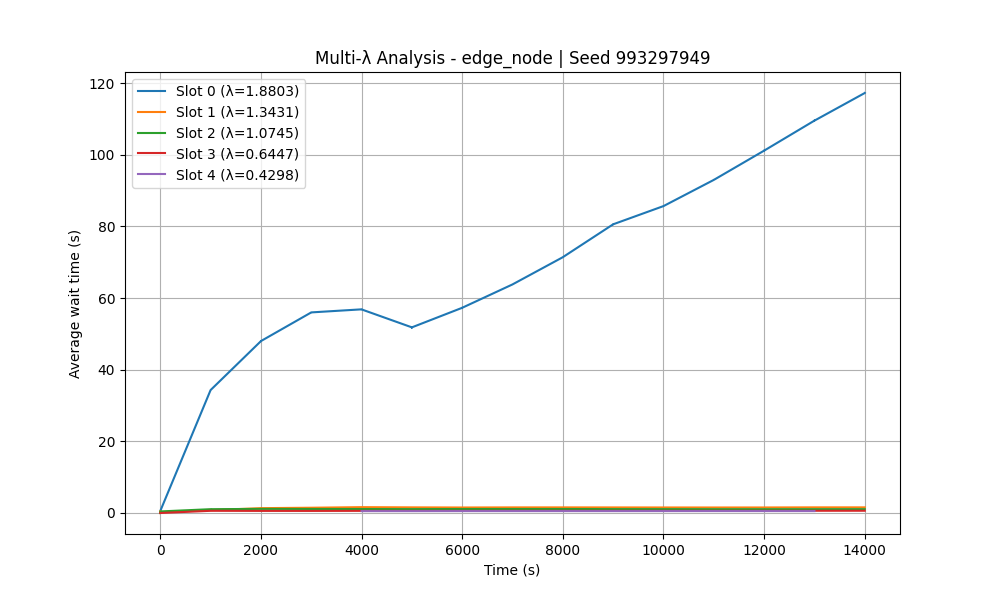 Multi-λ Analysis - edge_node | Seed 993297949
Average wait time (s)
120
100
80
60
40
20
0
Slot 0 (λ=1.8803)
Slot 1 (λ=1.3431)
Slot 2 (λ=1.0745)
Slot 3 (λ=0.6447)
Slot 4 (λ=0.4298)
0 2000 4000 6000 8000 10000 12000 14000
Time (s)